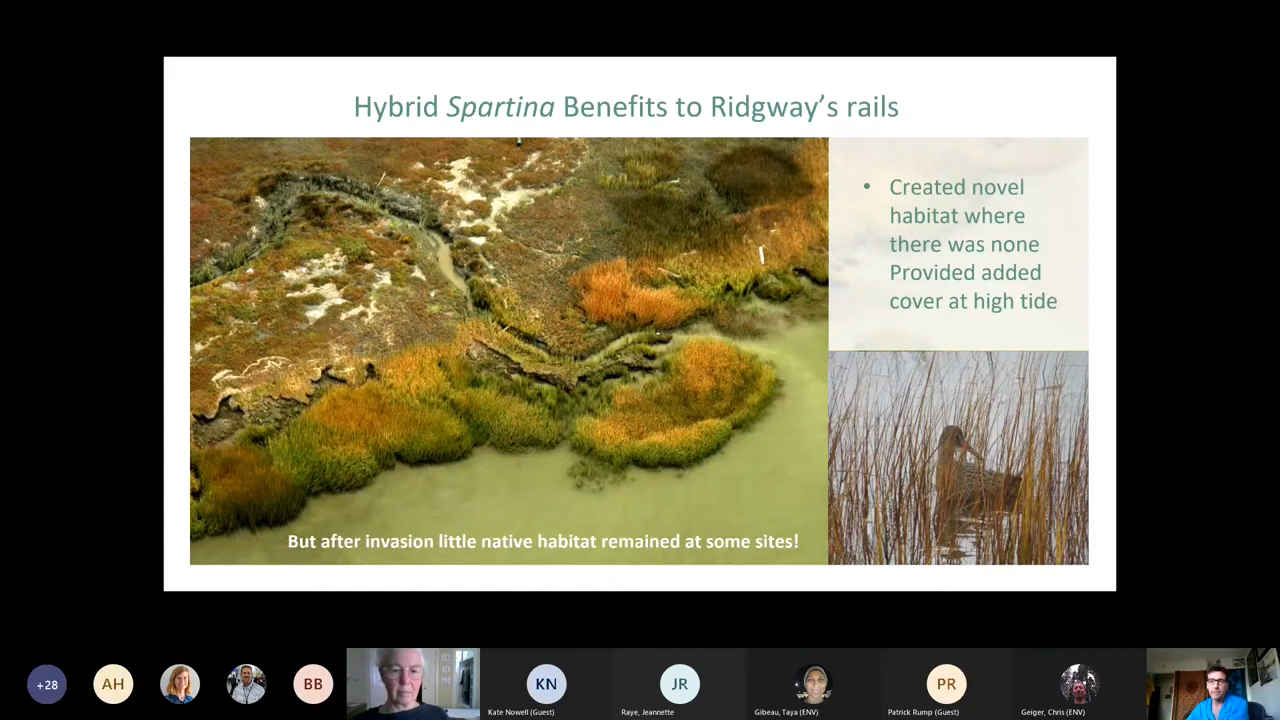 Hybrid Spartina Benefits to Ridgway's rails
• Created novel
habitat where
there was none
Provided added
cover at high tide
But after invasion little native habitat remained at some sites!
+28
AH
BB
KN
Kate Nowell (Guest)
JR
Raye, Jeannette
Gibeau, Taya (ENV)
PR
Patrick Rump (Guest)
Geiger, Chris (ENV)